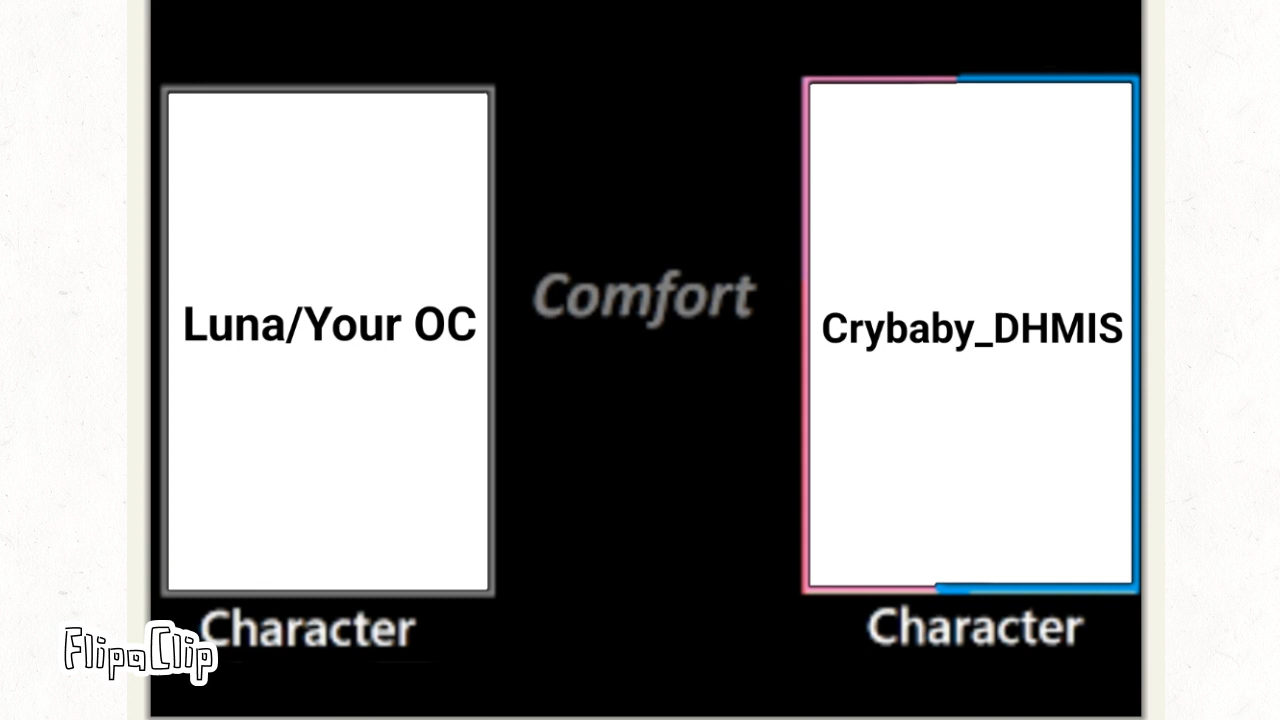 Luna/Your OC
Comfort
Crybaby_DHMIS
Character
Character
FlipaClip